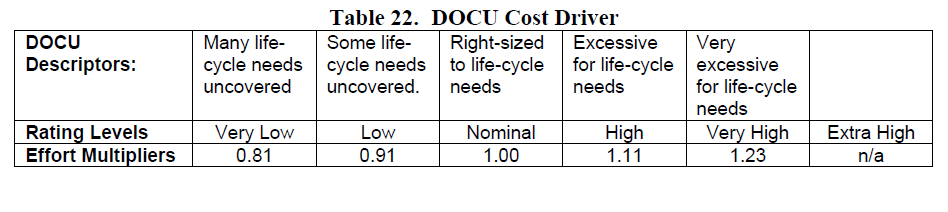 Table 22. DOCU Cost Driver
DOCU Descriptors: Many life-cycle needs uncovered Some life-cycle needs uncovered. Right-sized to life-cycle needs Excessive for life-cycle needs Very excessive for life-cycle needs
Rating Levels Very Low Low Nominal High Very High Extra High
Effort Multipliers 0.81 0.91 1.00 1.11 1.23 n/a